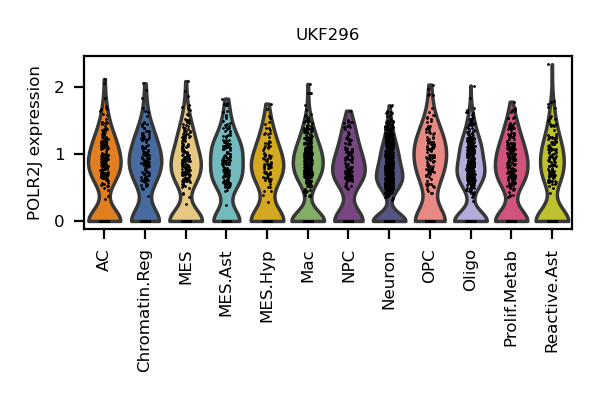 UKF296
POLR2J expression
2
1
0
AC
Chromatin.Reg
MES
MES.Ast
MES.Hyp
Mac
NPC
Neuron
OPC
Oligo
Prolif.Metab
Reactive.Ast